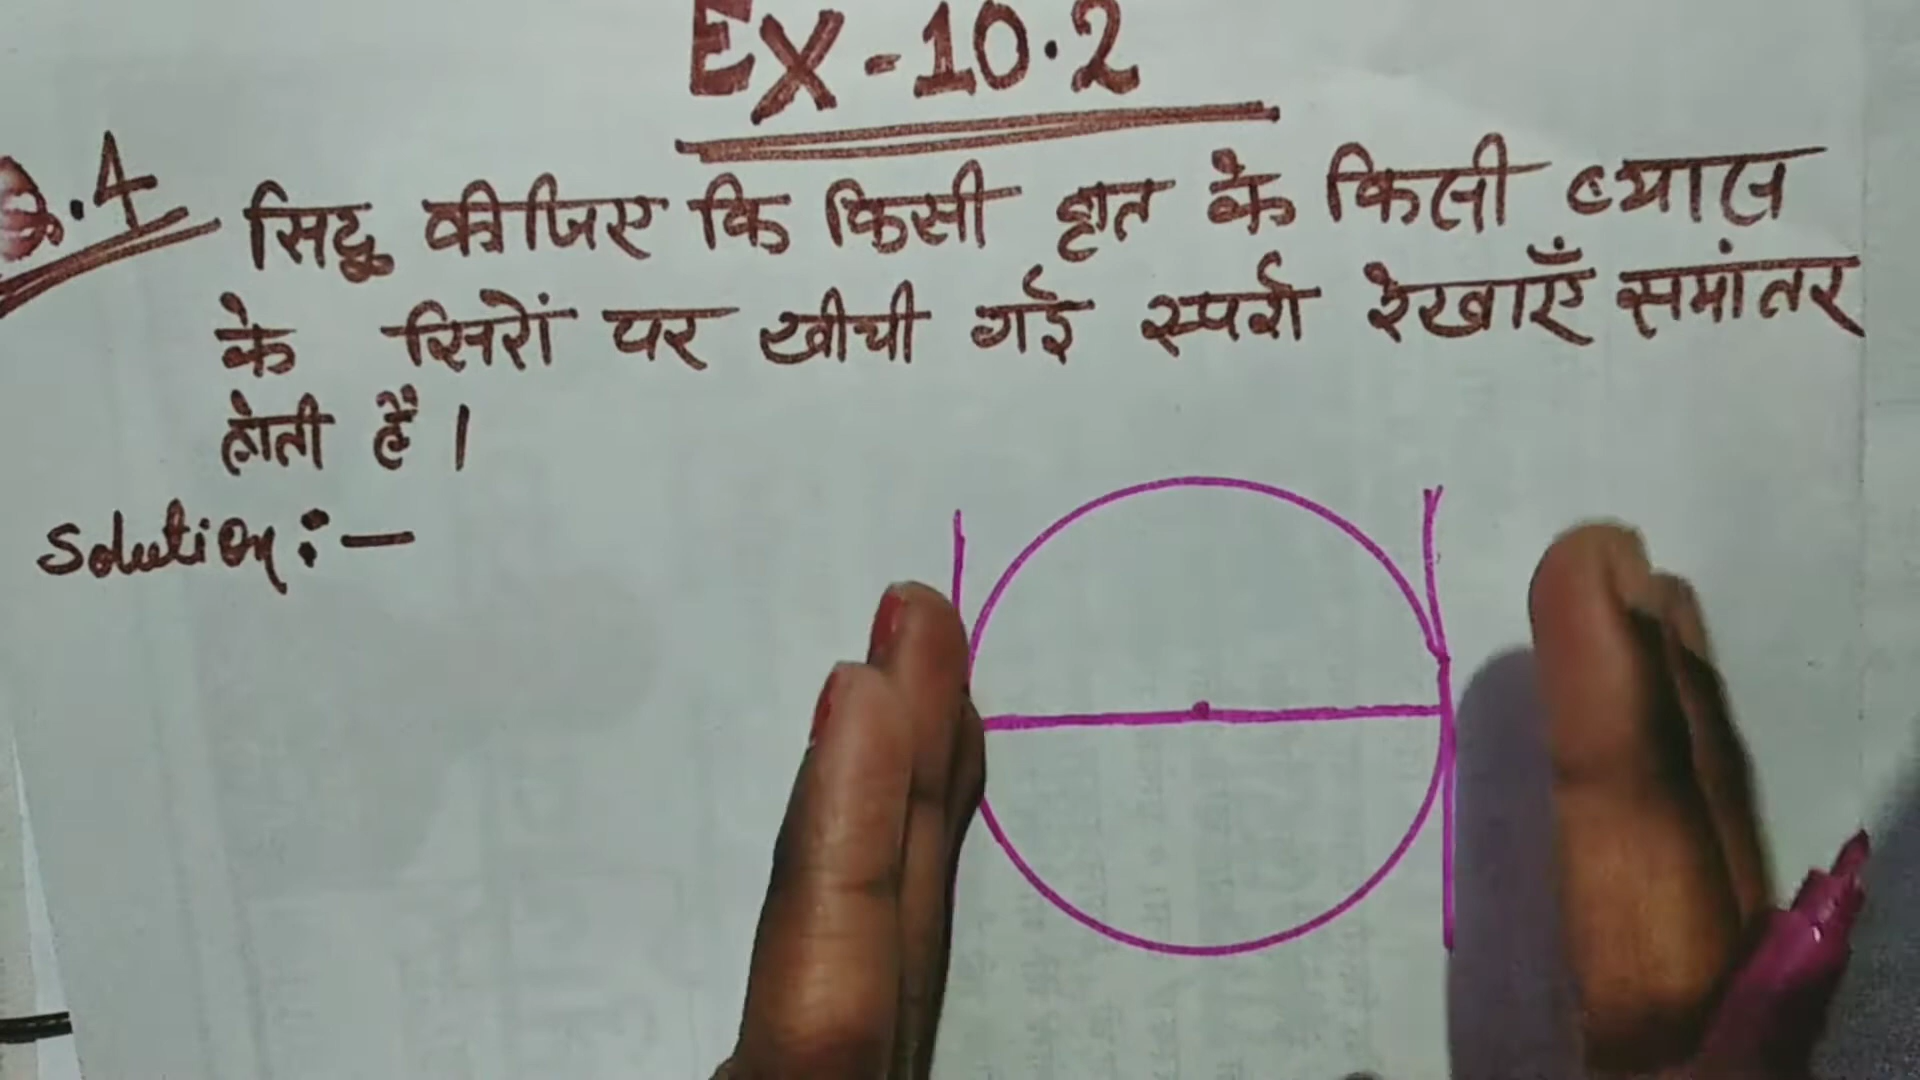 Ex-10.2
Q.4 सिद्ध कीजिए कि किसी वृत के किसी व्यास
के सिरों पर खीची गई स्पर्श रेखाएँ समांतर
होती हैं।
Solution:-